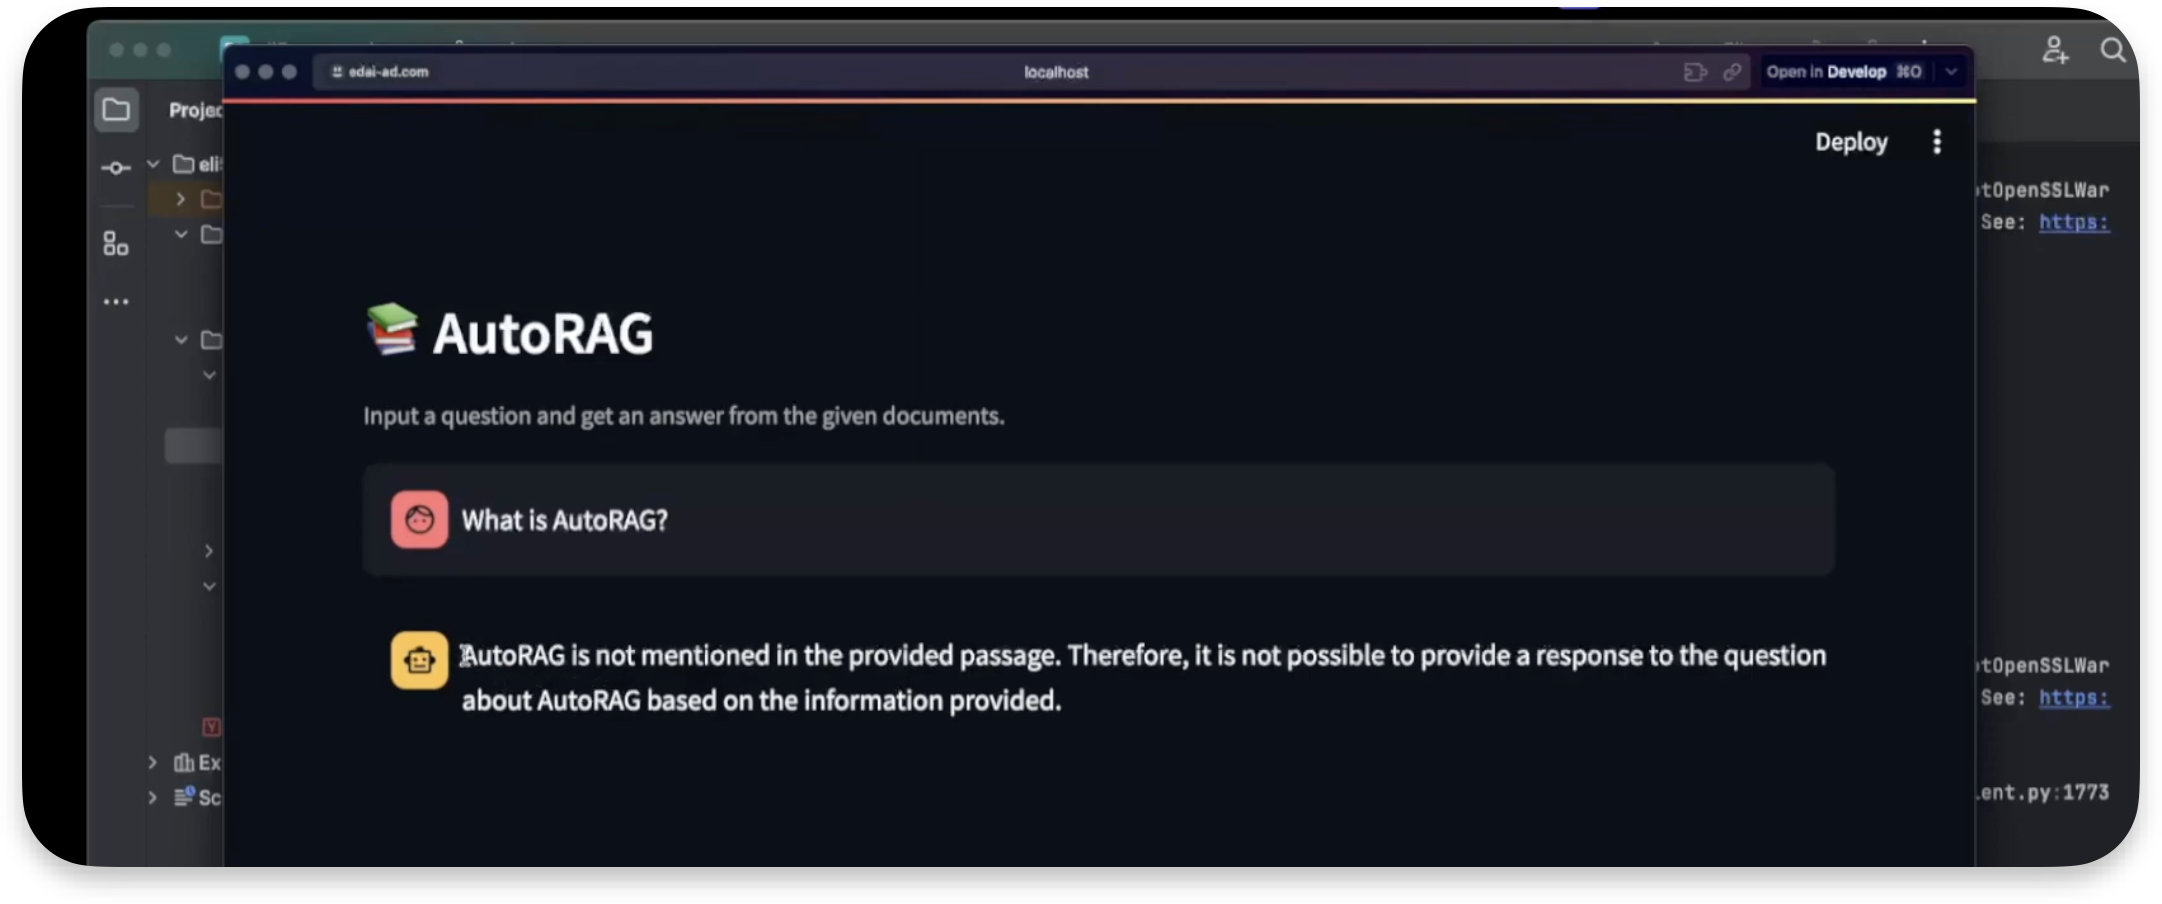 edai-ad.com
localhost
Open in Develop ⌘O
Deploy
AutoRAG
Input a question and get an answer from the given documents.
What is AutoRAG?
AutoRAG is not mentioned in the provided passage. Therefore, it is not possible to provide a response to the question
about AutoRAG based on the information provided.
Projec
eli
Ex
Sc
tOpenSSLWar
See: https:
tOpenSSLWar
See: https:
ent.py:1773